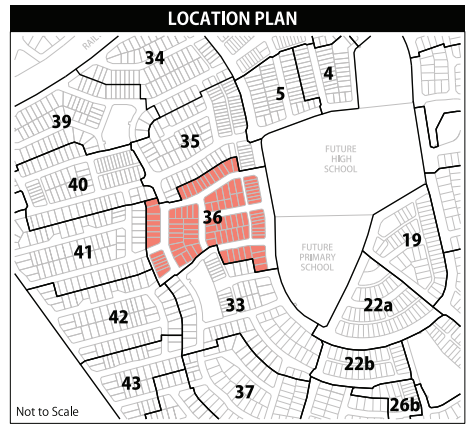 LOCATION PLAN
RAIL
34
4
5
39
35
FUTURE
HIGH
SCHOOL
40
36
41
19
FUTURE
PRIMARY
SCHOOL
33
22a
42
22b
43
37
26b
Not to Scale